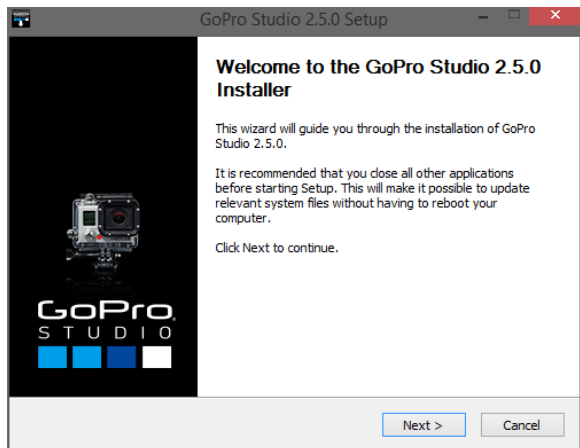 GoPro Studio 2.5.0 Setup
Welcome to the GoPro Studio 2.5.0
Installer
This wizard will guide you through the installation of GoPro
Studio 2.5.0.
It is recommended that you close all other applications
before starting Setup. This will make it possible to update
relevant system files without having to reboot your
computer.
Click Next to continue.
GoPro
STUDIO
Next >
Cancel